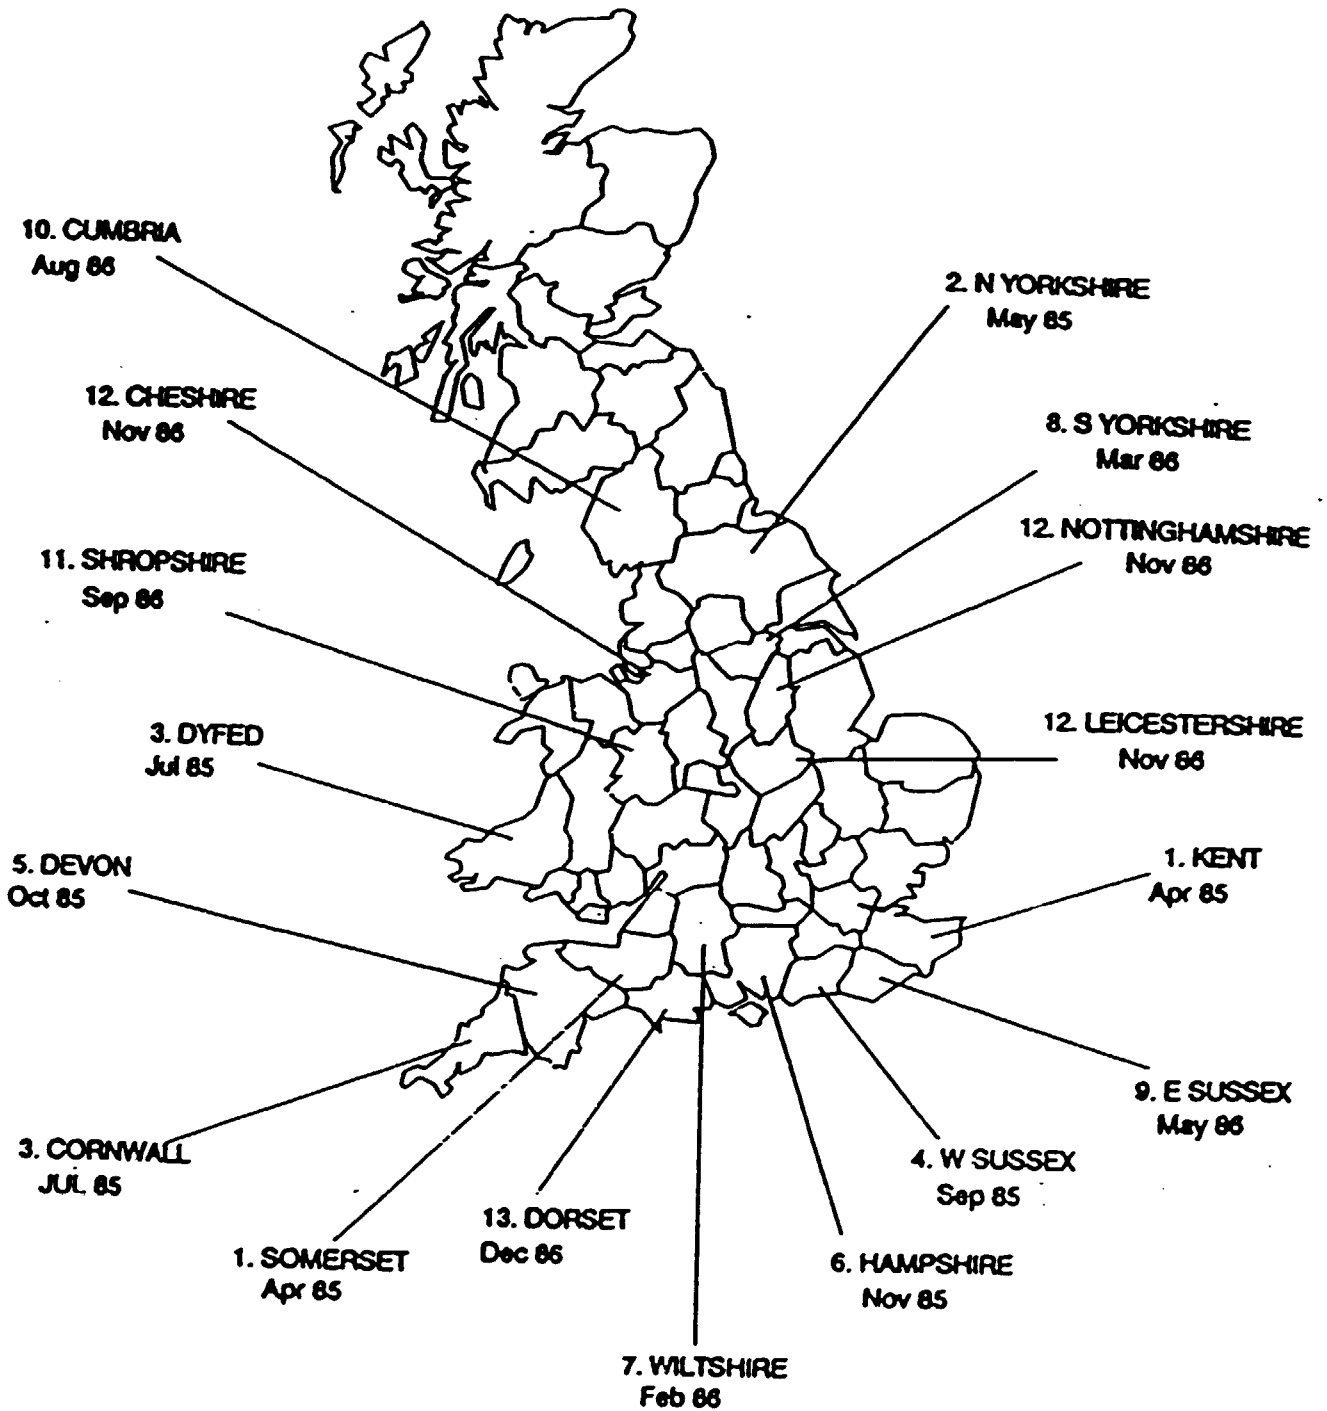 10. CUMBRIA
Aug 86
2. N YORKSHIRE
May 85
12. CHESHIRE
Nov 86
8. S YORKSHIRE
Mar 86
12. NOTTINGHAMSHIRE
Nov 86
11. SHROPSHIRE
Sep 86
3. DYFED
Jul 85
12. LEICESTERSHIRE
Nov 86
5. DEVON
Oct 85
1. KENT
Apr 85
9. E SUSSEX
May 86
3. CORNWALL
JUL 85
4. W SUSSEX
Sep 85
13. DORSET
Dec 86
1. SOMERSET
Apr 85
6. HAMPSHIRE
Nov 85
7. WILTSHIRE
Feb 86